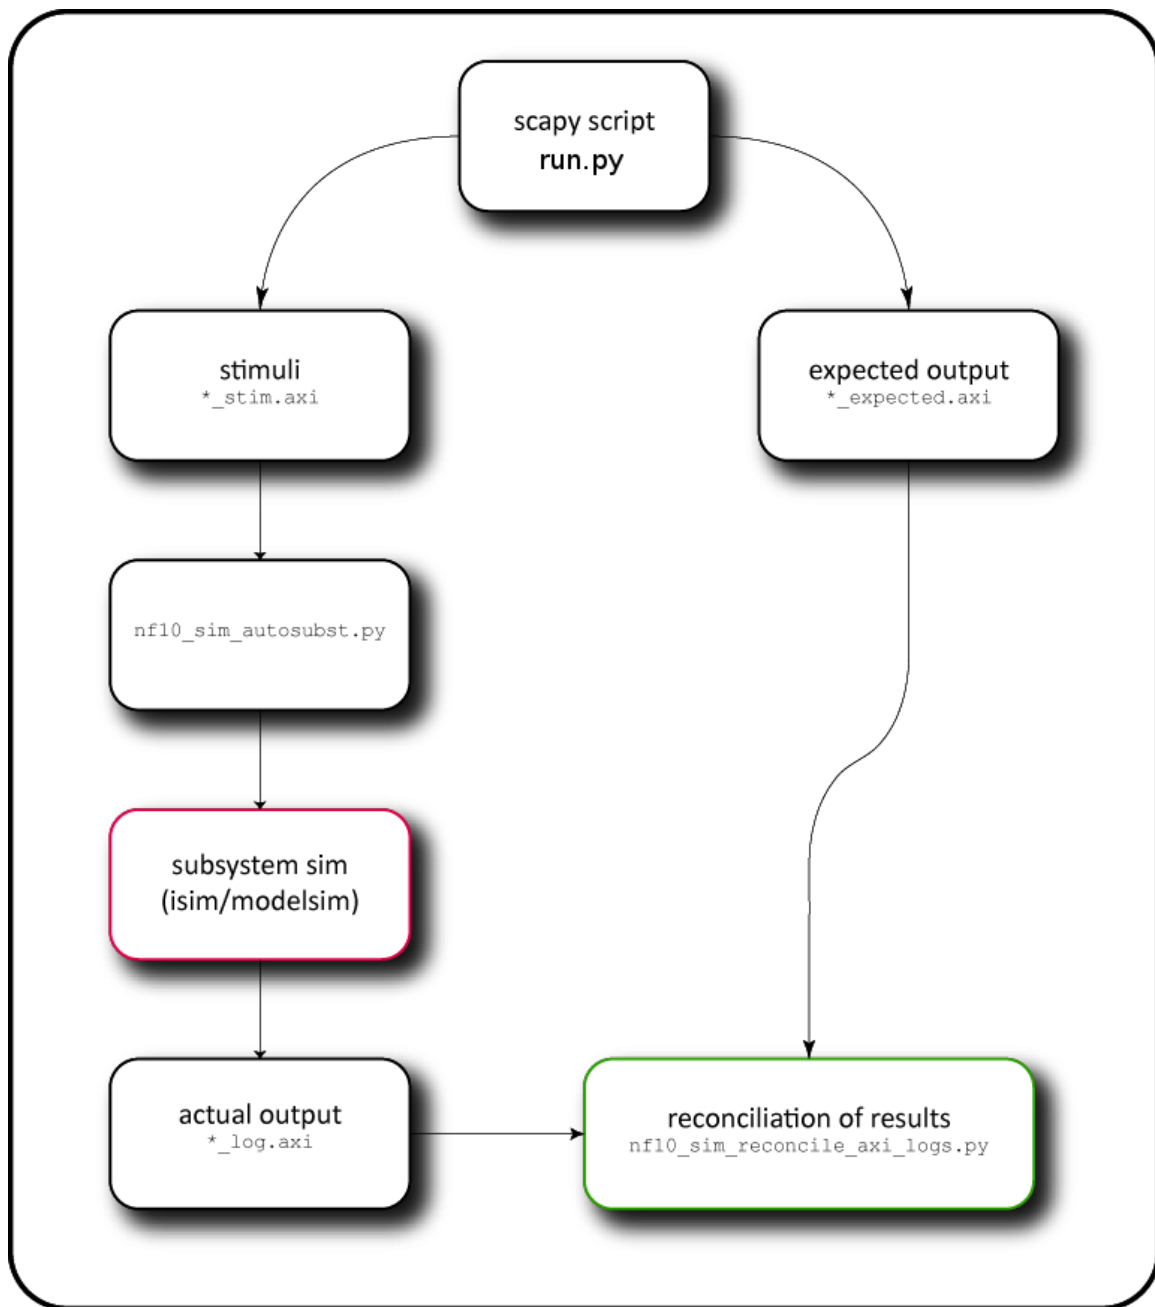 scapy script
run.py
stimuli
*_stim.axi
expected output
*_expected.axi
nf10_sim_autosubst.py
subsystem sim
(isim/modelsim)
actual output
*_log.axi
reconciliation of results
nf10_sim_reconcile_axi_logs.py